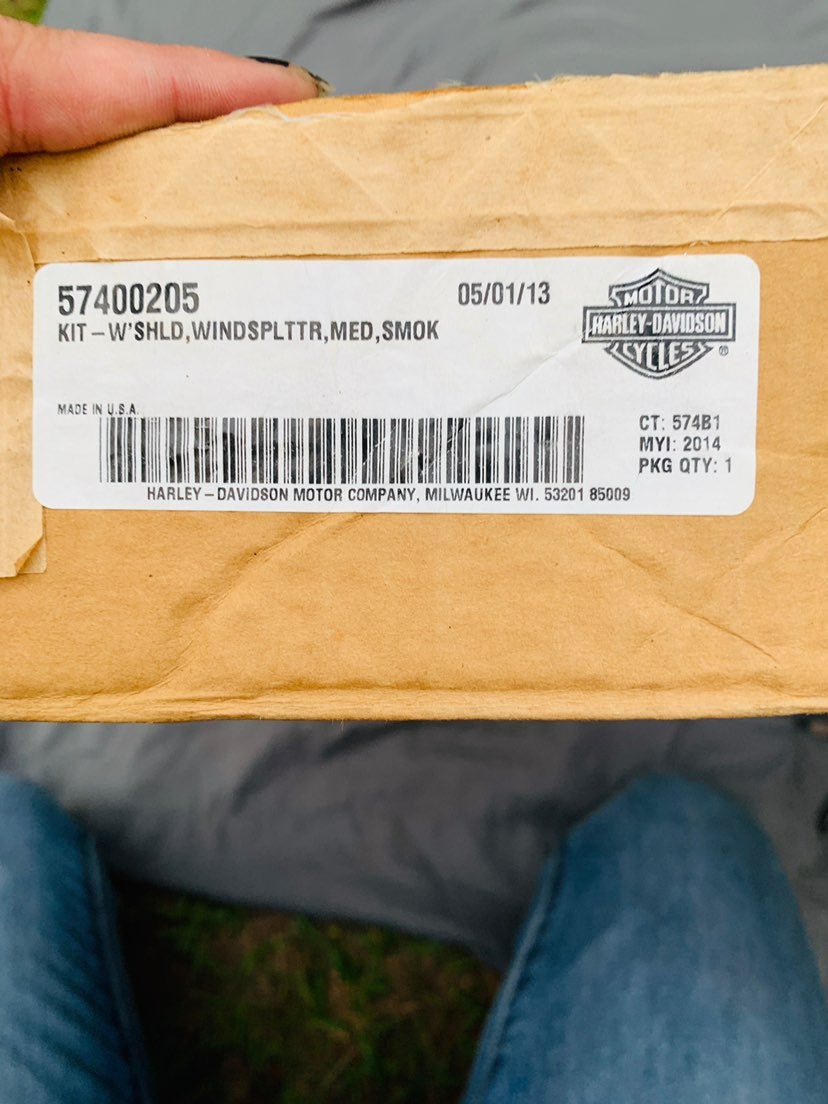 57400205
05/01/13
KIT-W'SHLD,WINDSPLTTR,MED,SMOK
MOTOR
HARLEY-DAVIDSON
CYCLES
®
MADE IN U.S.A.
CT: 574B1
MYI: 2014
PKG QTY: 1
HARLEY-DAVIDSON MOTOR COMPANY, MILWAUKEE WI. 53201 85009